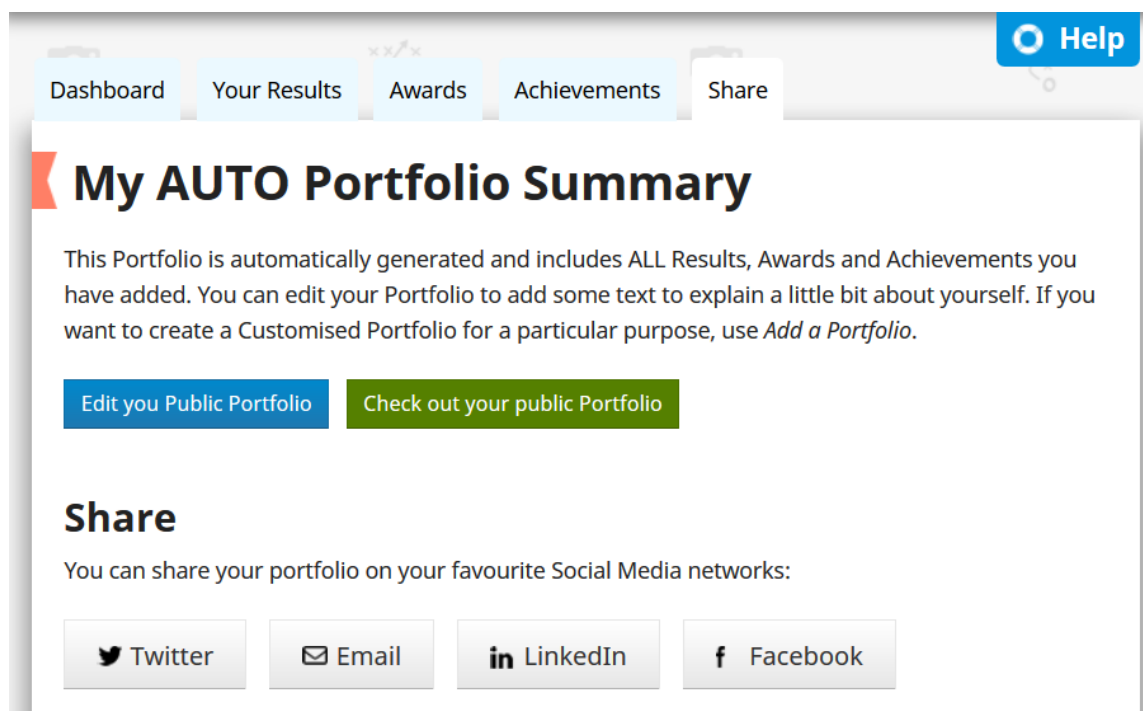 Help
Dashboard Your Results Awards Achievements Share
My AUTO Portfolio Summary
This Portfolio is automatically generated and includes ALL Results, Awards and Achievements you
have added. You can edit your Portfolio to add some text to explain a little bit about yourself. If you
want to create a Customised Portfolio for a particular purpose, use Add a Portfolio.
Edit you Public Portfolio Check out your public Portfolio
Share
You can share your portfolio on your favourite Social Media networks:
Twitter Email in LinkedIn f Facebook